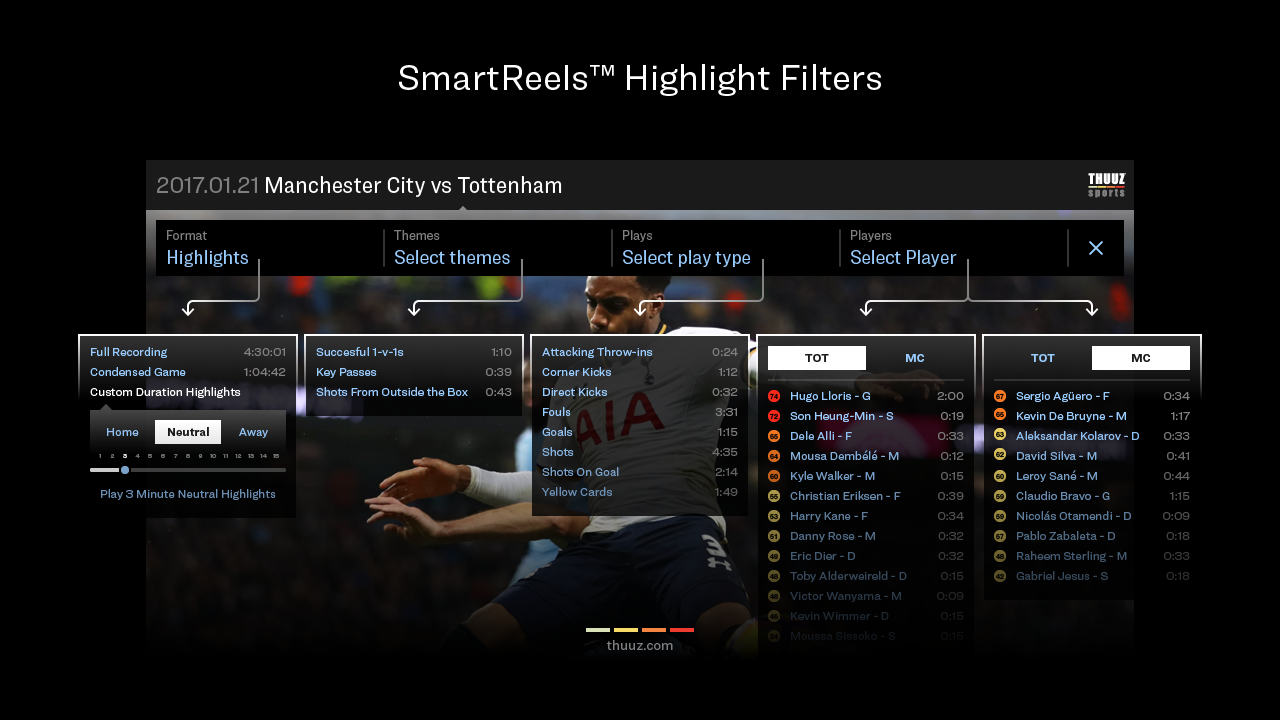 SmartReels™ Highlight Filters
2017.01.21 Manchester City vs Tottenham
THUUZ
sports
Format
Highlights
Themes
Select themes
Plays
Select play type
Players
Select Player
Full Recording 4:30:01
Condensed Game 1:04:42
Custom Duration Highlights
Home Neutral Away
1 2 3 4 5 6 7 8 9 10 11 12 13 14 15
Play 3 Minute Neutral Highlights
Succesful 1-v-1s 1:10
Key Passes 0:39
Shots From Outside the Box 0:43
Attacking Throw-ins 0:24
Corner Kicks 1:12
Direct Kicks 0:32
Fouls 3:31
Goals 1:15
Shots 4:35
Shots On Goal 2:14
Yellow Cards 1:49
TOT MC
74 Hugo Lloris - G 2:00
72 Son Heung-Min - S 0:19
Dele Alli - F 0:33
64 Mousa Dembélé - M 0:12
60 Kyle Walker - M 0:15
55 Christian Eriksen - F 0:39
53 Harry Kane - F 0:34
51 Danny Rose - M 0:32
Eric Dier - D 0:32
Toby Alderweireld - D 0:15
Victor Wanyama - M 0:09
Kevin Wimmer - D 0:15
Moussa Sissoko - S 0:15
TOT MC
67 Sergio Agüero - F 0:34
65 Kevin De Bruyne - M 1:17
63 Aleksandar Kolarov - D 0:33
62 David Silva - M 0:41
60 Leroy Sané - M 0:44
59 Claudio Bravo - G 1:15
59 Nicolás Otamendi - D 0:09
57 Pablo Zabaleta - D 0:18
Raheem Sterling - M 0:33
Gabriel Jesus - S 0:18
AIA
3
thuuz.com